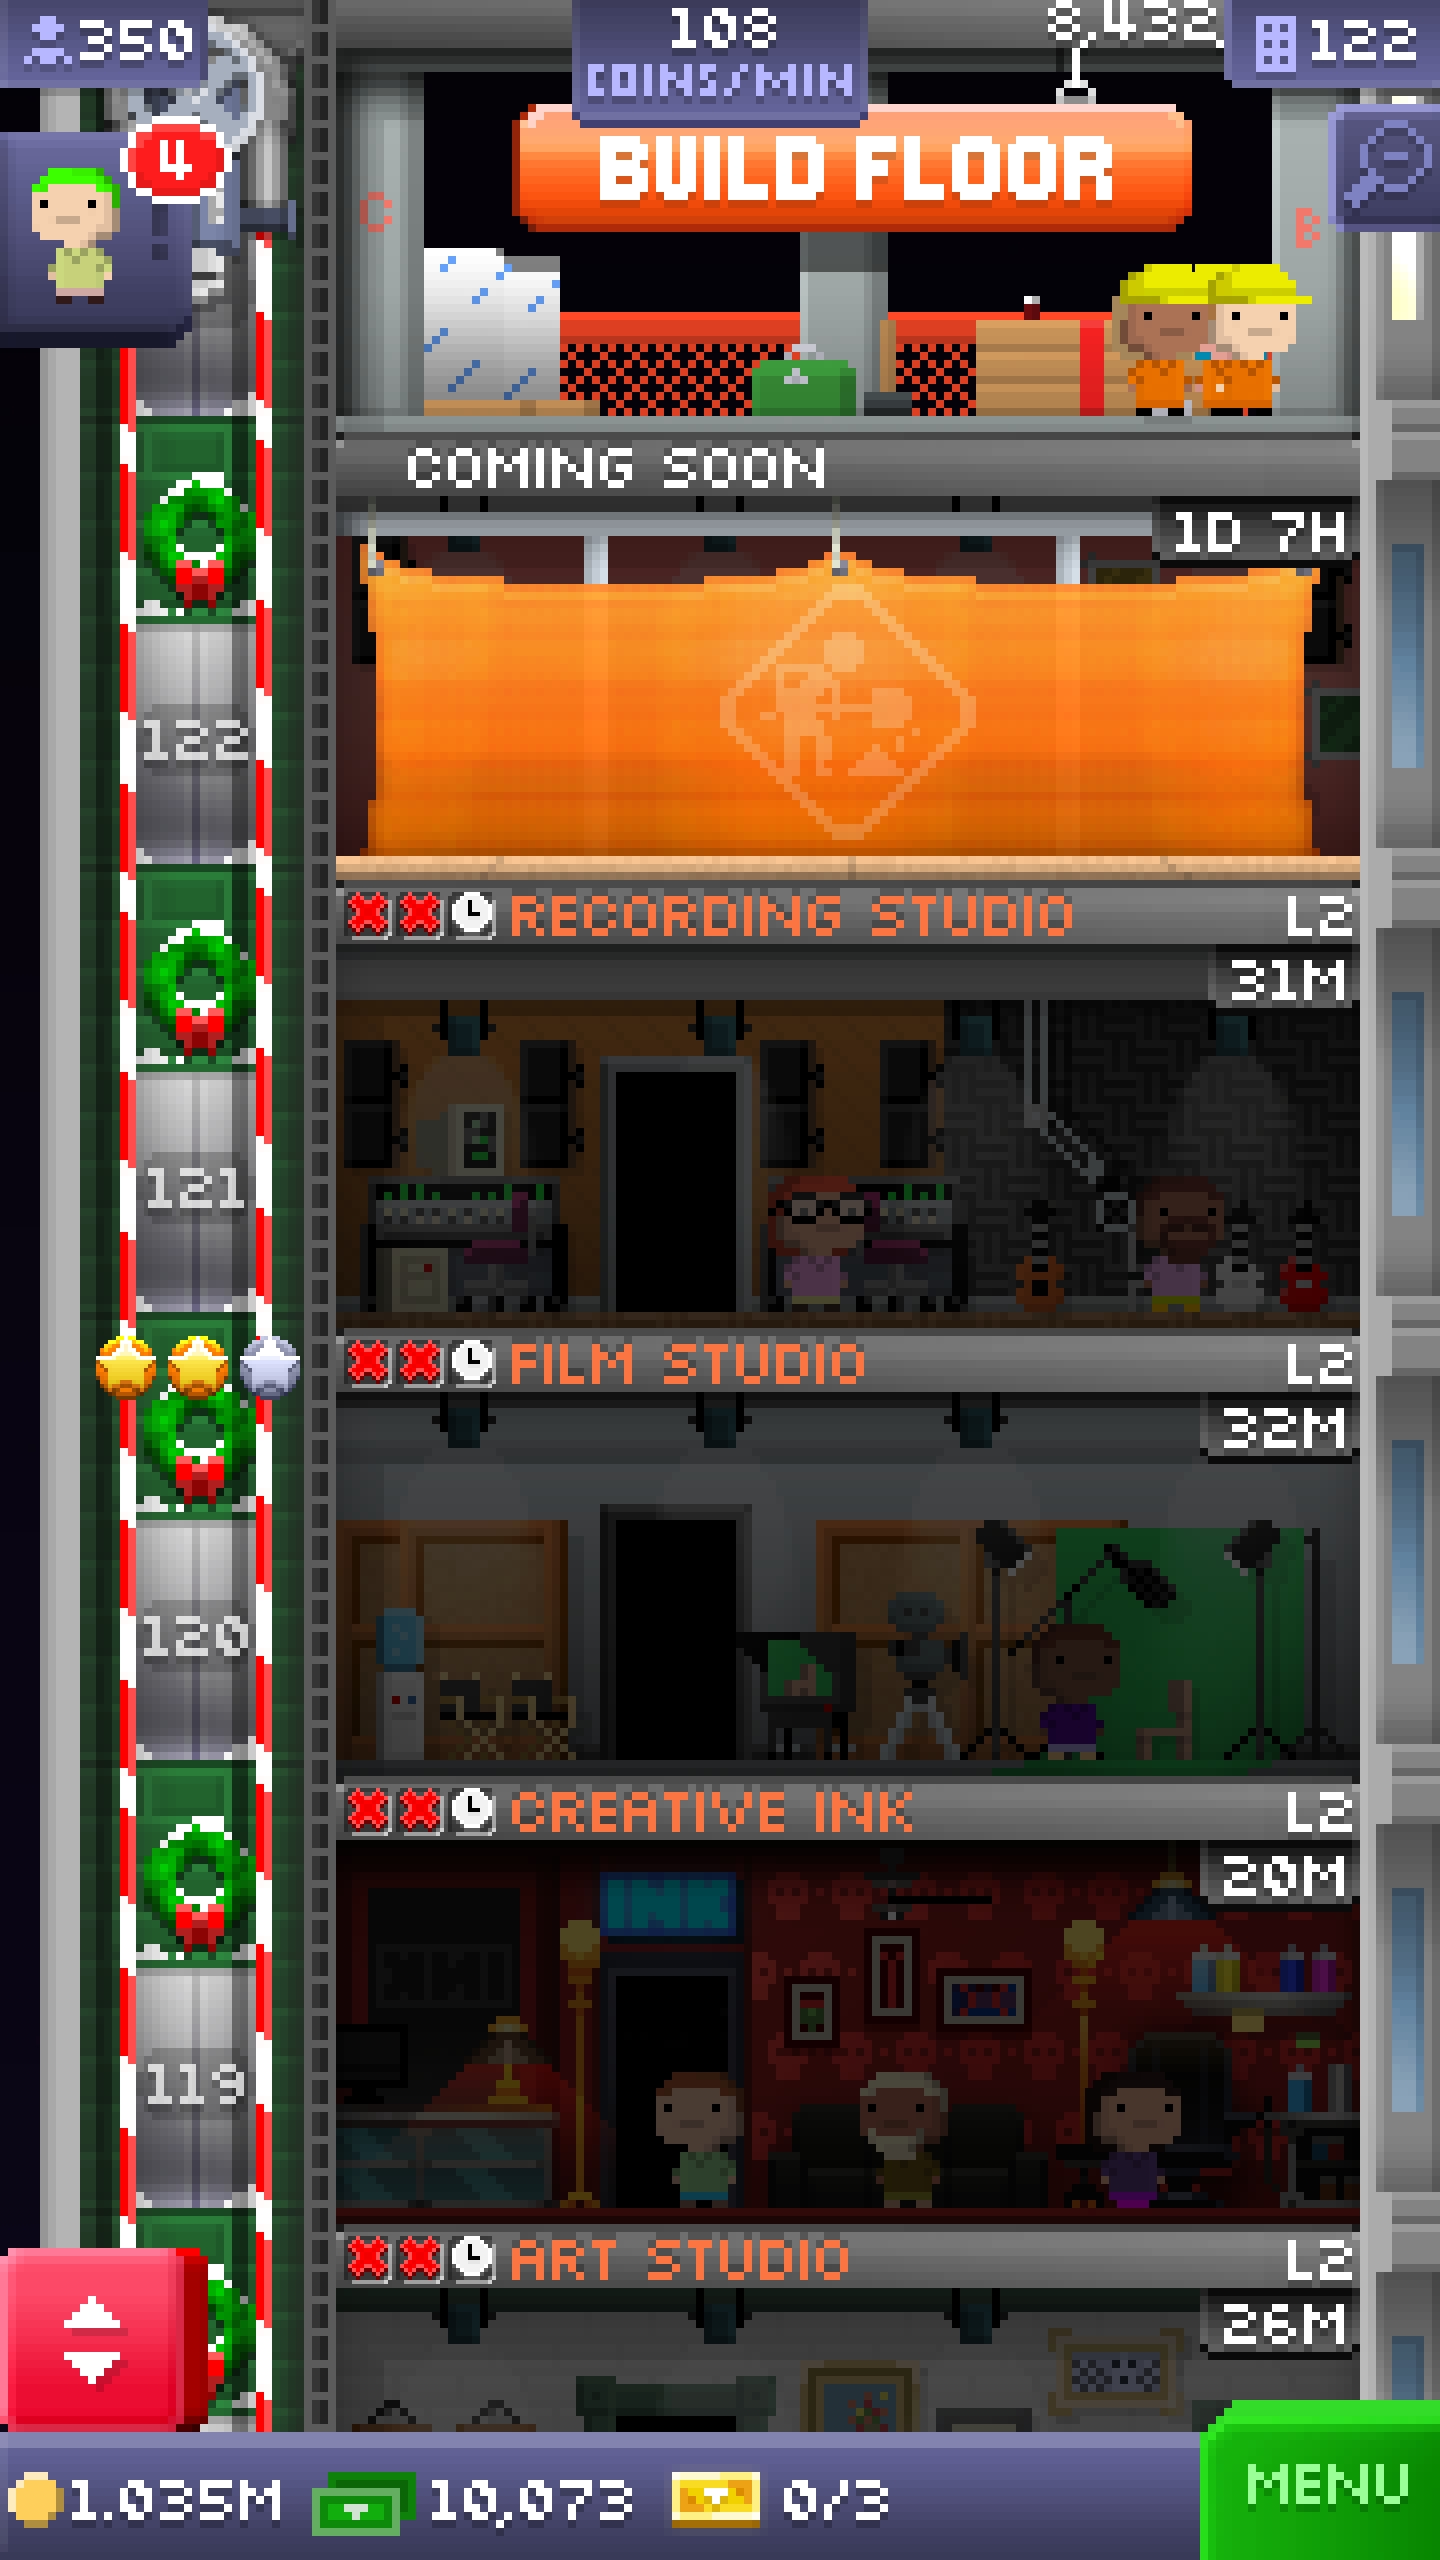 350
108
COINS/MIN
8,432
122
4
BUILD FLOOR
C
B
COMING SOON
1D 7H
122
RECORDING STUDIO L2
31M
121
FILM STUDIO L2
32M
120
CREATIVE INK L2
20M
INK
119
ART STUDIO L2
26M
1.035M 10,073 0/3
MENU